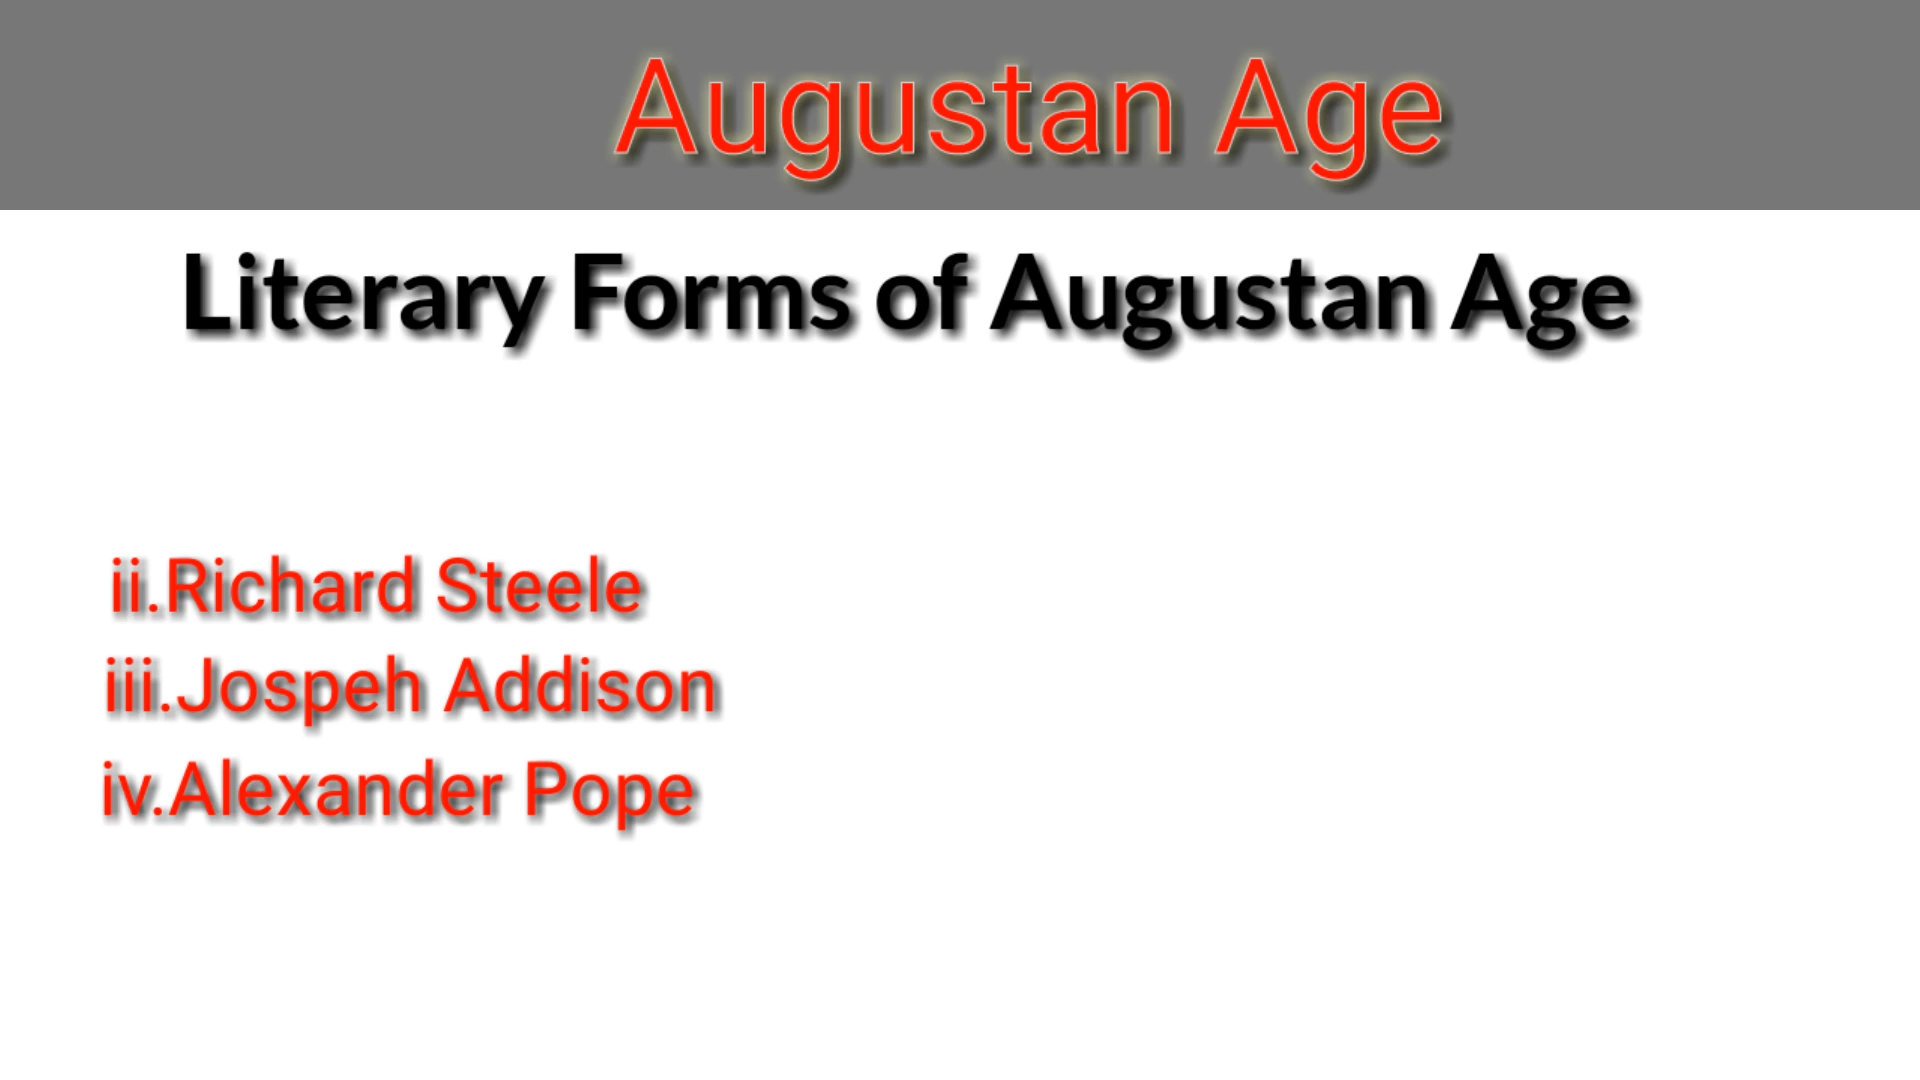 Augustan Age
Literary Forms of Augustan Age
ii.Richard Steele
iii.Jospeh Addison
iv.Alexander Pope